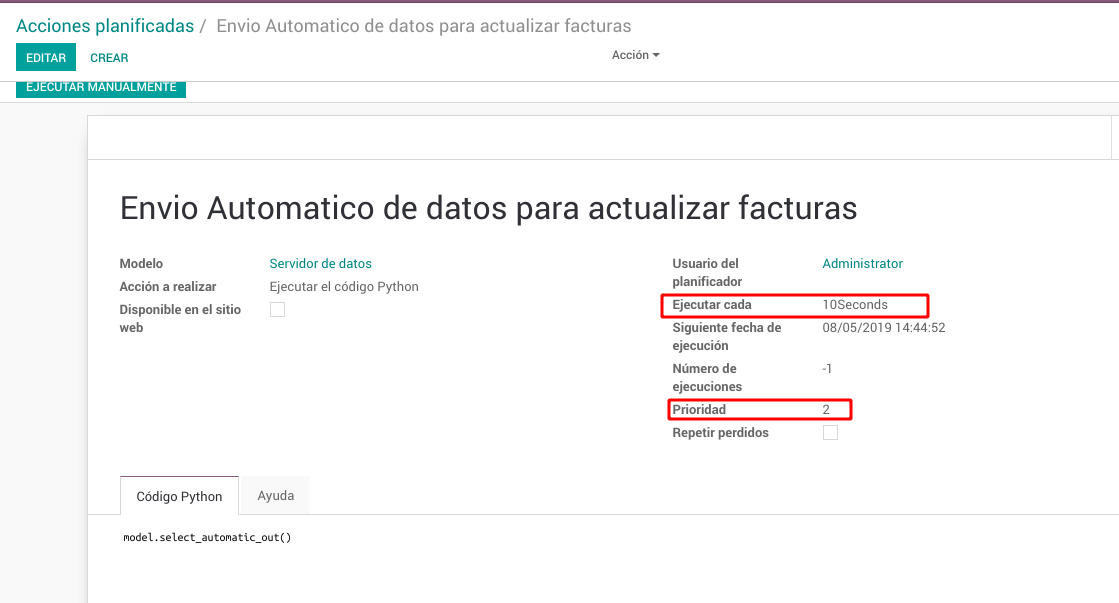 Acciones planificadas / Envio Automatico de datos para actualizar facturas
EDITAR CREAR Acción
EJECUTAR MANUALMENTE
Envio Automatico de datos para actualizar facturas
Modelo Servidor de datos
Acción a realizar Ejecutar el código Python
Disponible en el sitio
web
Usuario del Administrator
planificador
Ejecutar cada 10Seconds
Siguiente fecha de 08/05/2019 14:44:52
ejecución
Número de -1
ejecuciones
Prioridad 2
Repetir perdidos
Código Python Ayuda
model.select_automatic_out()